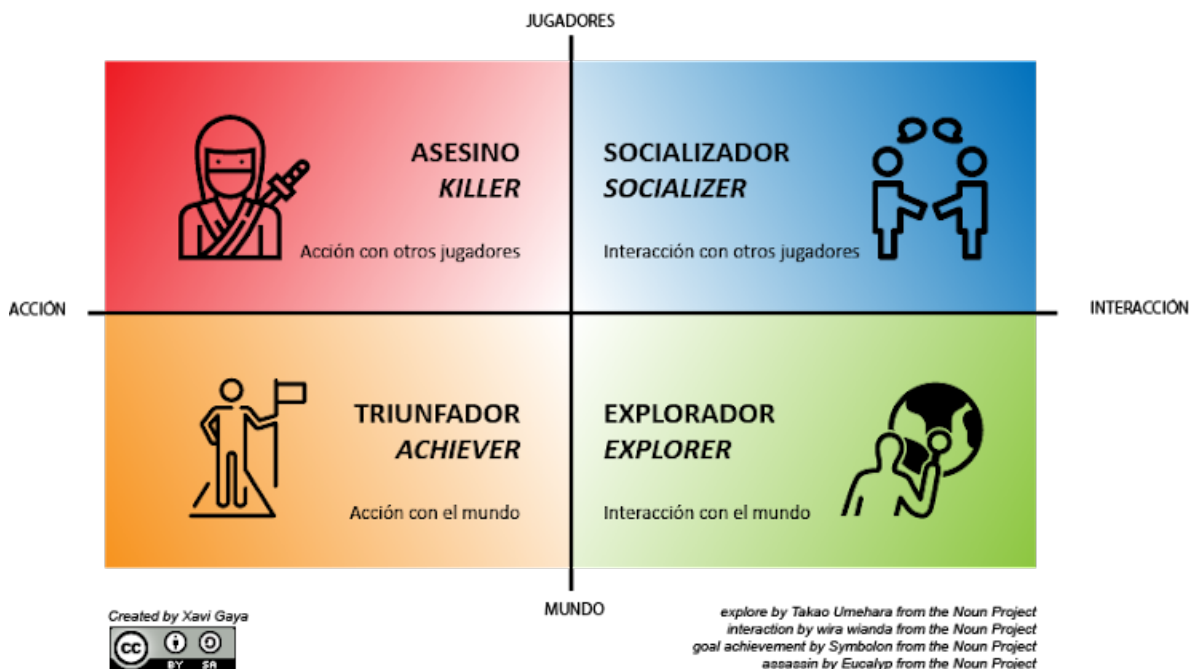 JUGADORES
ASESINO
KILLER
Acción con otros jugadores
SOCIALIZADOR
SOCIALIZER
Interacción con otros jugadores
ACCIÓN
INTERACCIÓN
TRIUNFADOR
ACHIEVER
Acción con el mundo
EXPLORADOR
EXPLORER
Interacción con el mundo
MUNDO
Created by Xavi Gaya
CC
BY SA
explore by Takao Umehara from the Noun Project
interaction by wira wianda from the Noun Project
goal achievement by Symbolon from the Noun Project
assassin by Eucalyp from the Noun Project